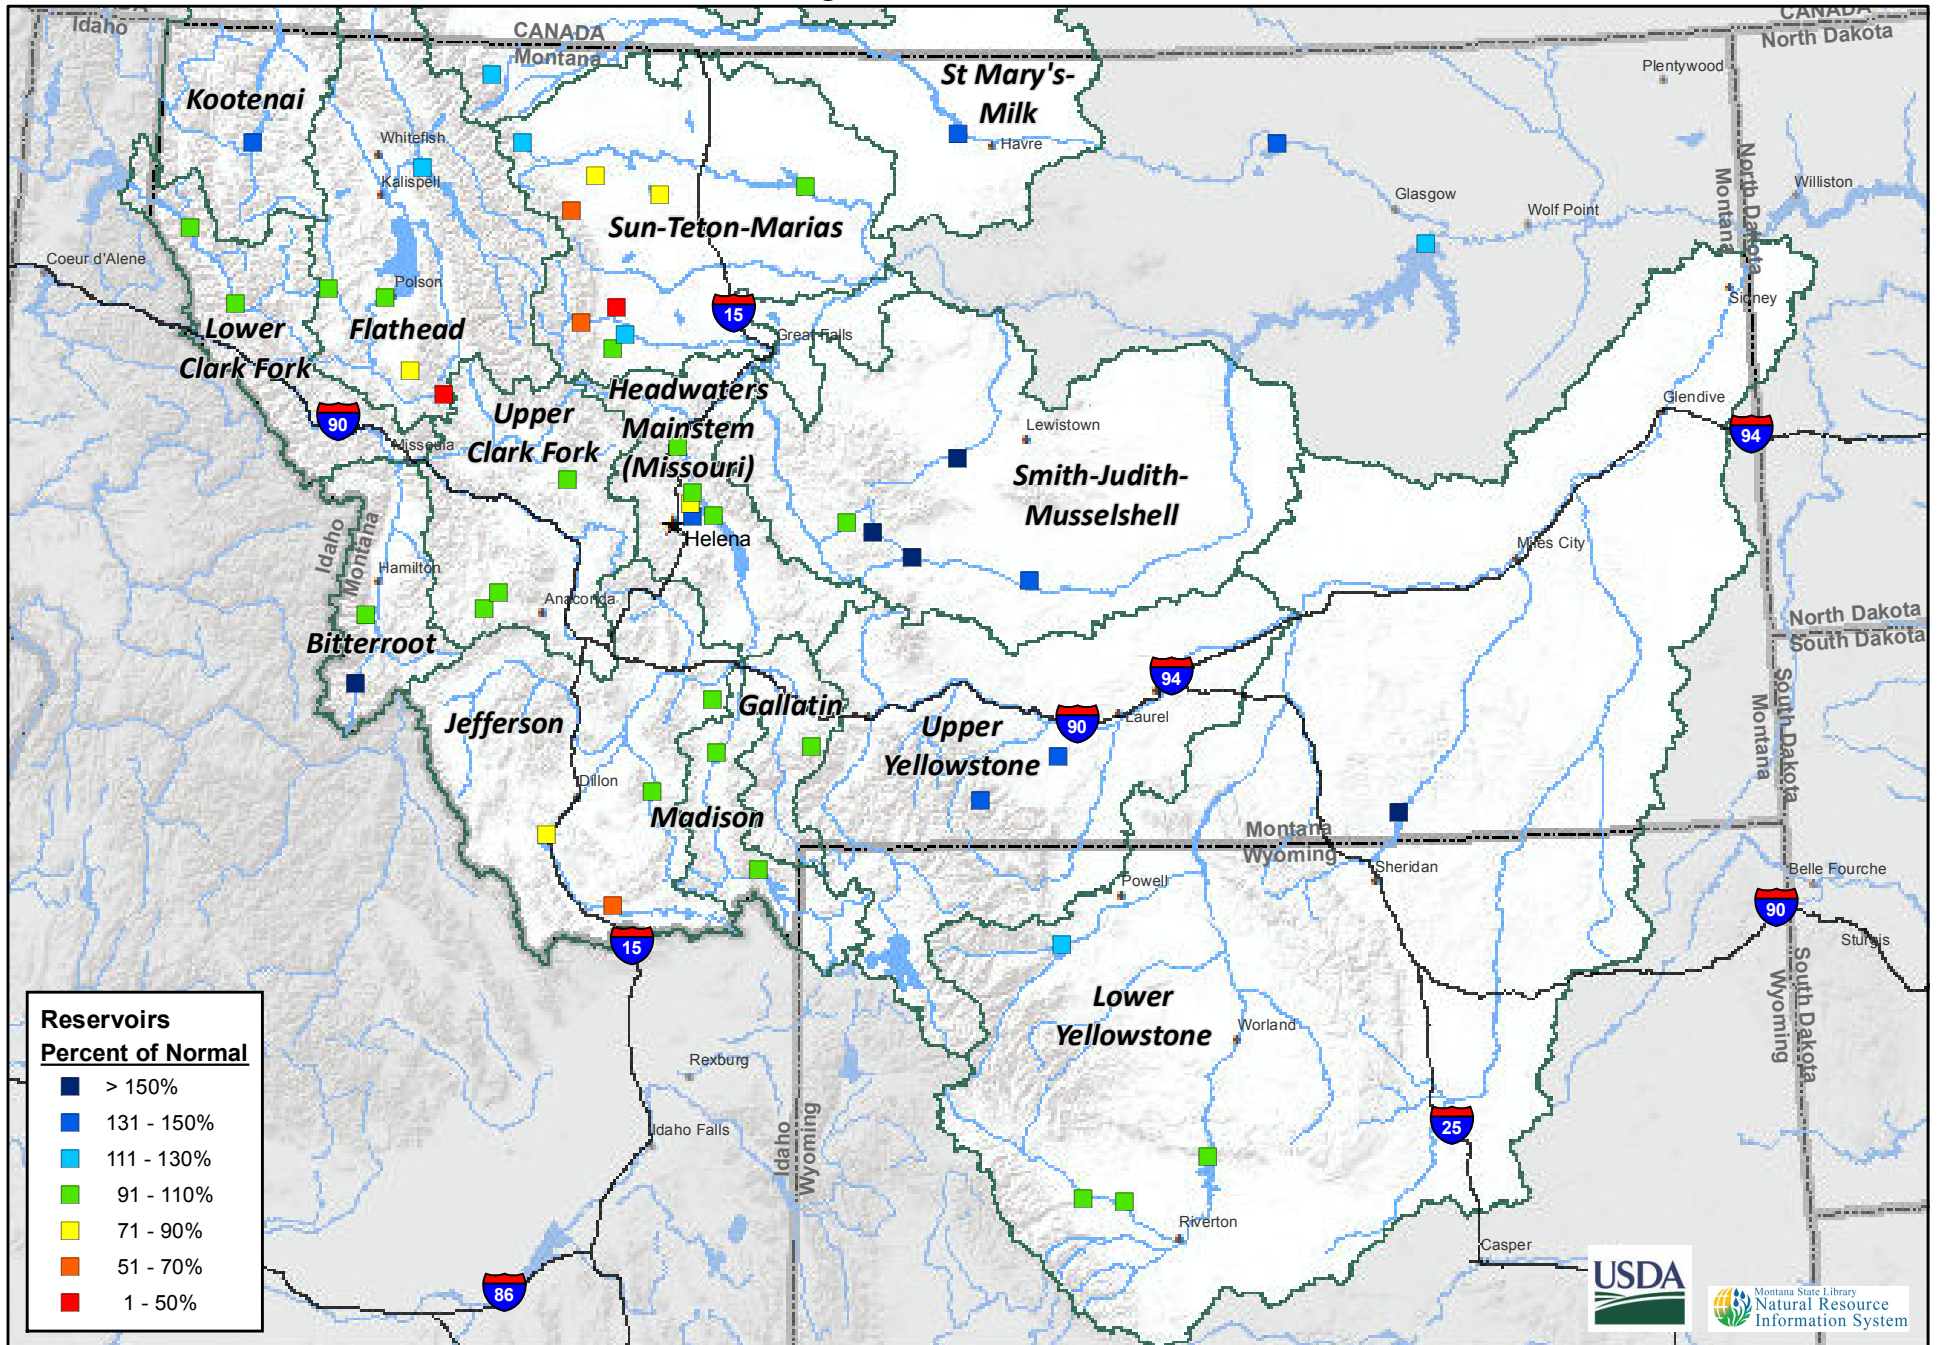 CANADA
Idaho
CANADA
Montana
CANADA
North Dakota
Kootenai
St Mary's-
Milk
Plentywood
Whitefish
Havre
Kalispell
Glasgow
Wolf Point
Williston
North Dakota
Montana
Sun-Teton-Marias
Coeur d'Alene
Polson
Sidney
15
Great Falls
Lower
Clark Fork
Flathead
Headwaters
Mainstem
(Missouri)
Upper
Clark Fork
90
Missoula
Lewistown
Glendive
94
Smith-Judith-
Musselshell
Helena
Idaho
Montana
Miles City
Hamilton
Anaconda
North Dakota
South Dakota
Bitterroot
94
Jefferson
Gallatin
Laurel
90
Upper
Yellowstone
South Dakota
Montana
Dillon
Madison
Montana
Wyoming
Sheridan
Powell
Belle Fourche
90
Sturgis
15
Lower
Yellowstone
Worland
South Dakota
Wyoming
Rexburg
Idaho Falls
Idaho
Wyoming
25
Riverton
Casper
86
Reservoirs
Percent of Normal
> 150%
131 - 150%
111 - 130%
91 - 110%
71 - 90%
51 - 70%
1 - 50%
USDA
Montana State Library
Natural Resource
Information System